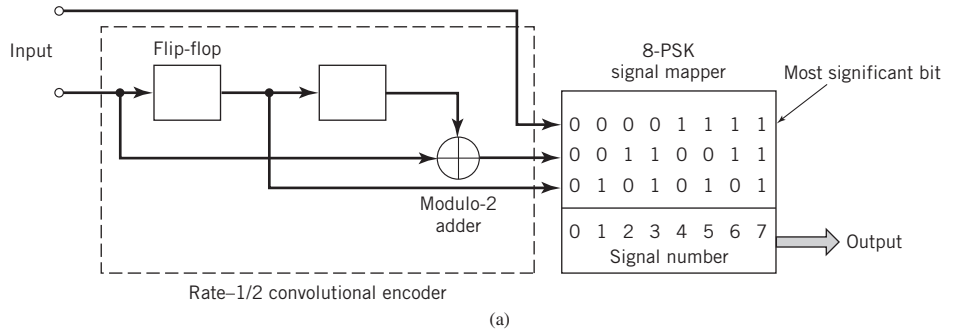 Input
Flip-flop
8-PSK
signal mapper
Most significant bit
0 0 0 0 1 1 1 1
0 0 1 1 0 0 1 1
0 1 0 1 0 1 0 1
Modulo-2
adder
0 1 2 3 4 5 6 7
Signal number
Output
Rate–1/2 convolutional encoder
(a)